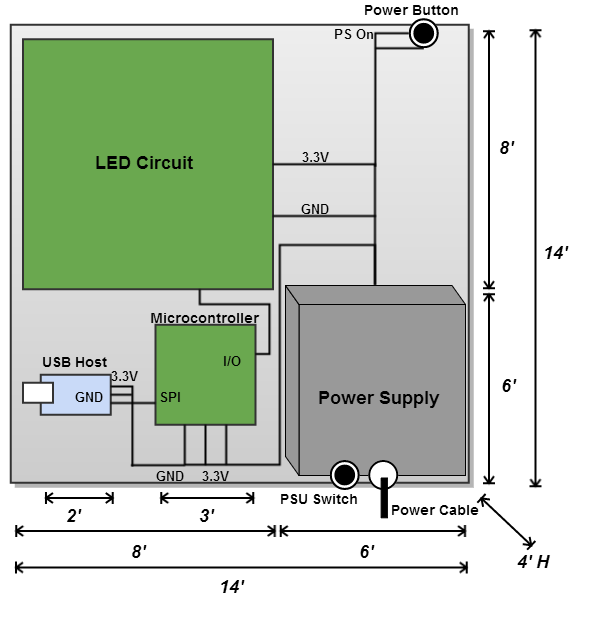 Power Button
PS On
8'
LED Circuit
3.3V
GND
14'
Microcontroller
I/O
USB Host
3.3V
GND
SPI
Power Supply
6'
GND
3.3V
PSU Switch
Power Cable
2'
3'
8'
6'
4' H
14'